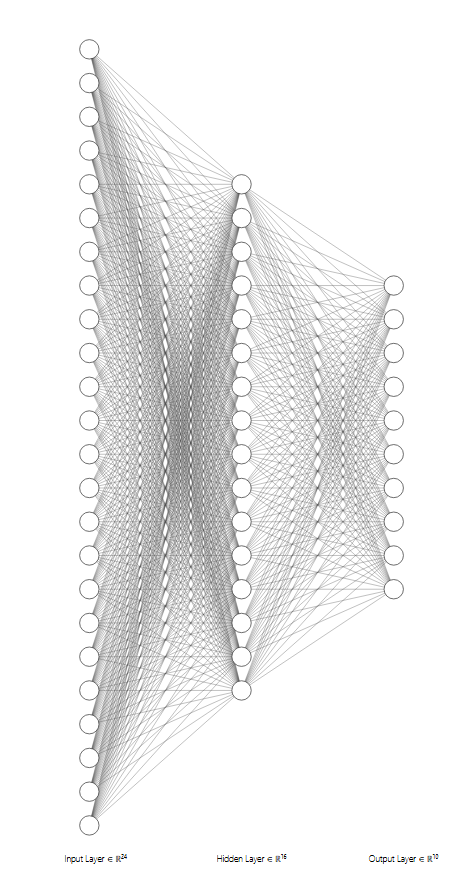 Input Layer ∈ ℝ²⁴
Hidden Layer ∈ ℝ¹⁶
Output Layer ∈ ℝ¹⁰